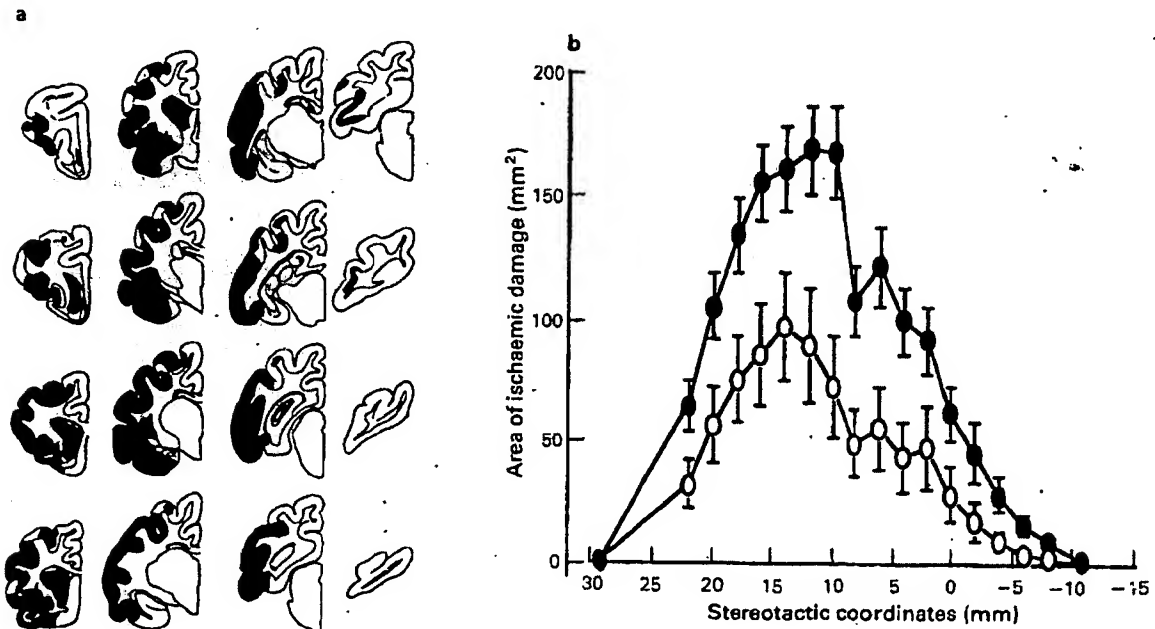 a
b
200
150
100
50
0
Area of ischaemic damage (mm²)
30 25 20 15 10 5 0 −5 −10 −15
Stereotactic coordinates (mm)